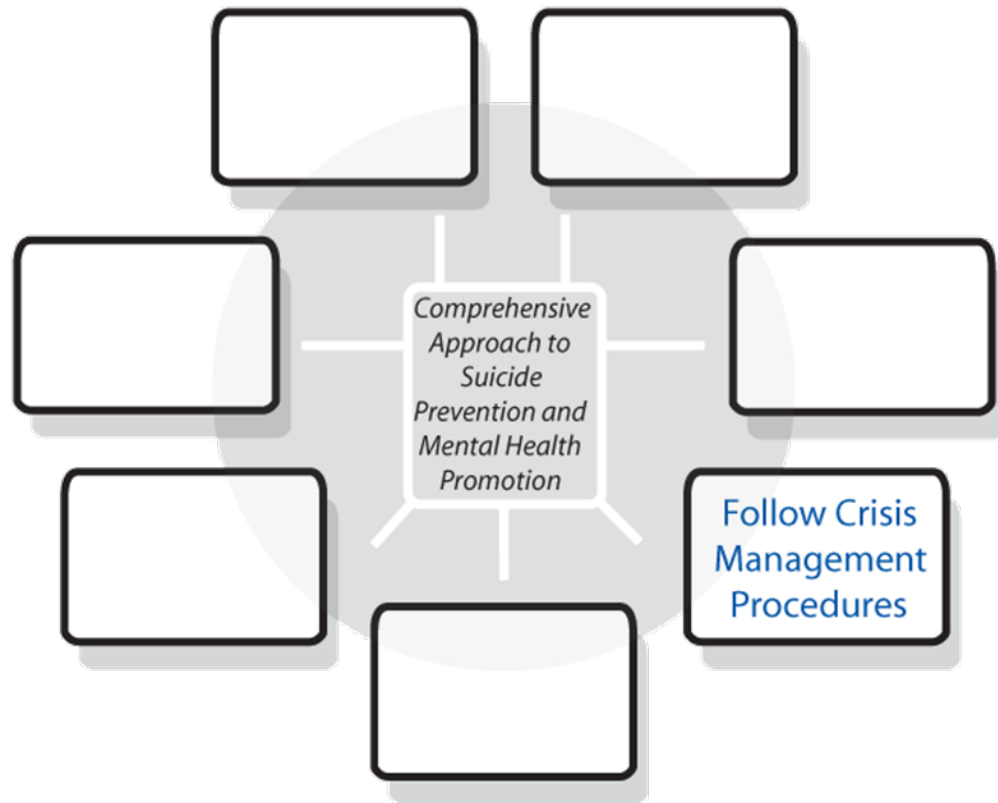 Comprehensive
Approach to
Suicide
Prevention and
Mental Health
Promotion
Follow Crisis
Management
Procedures